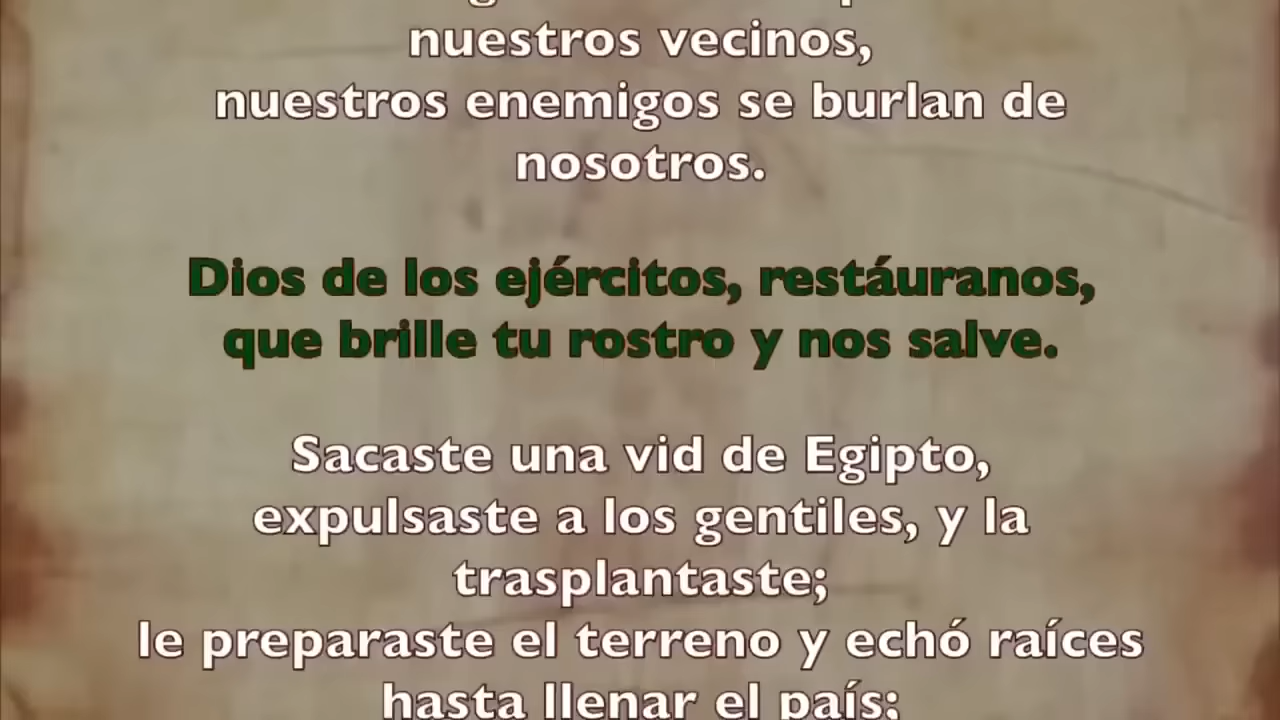 nuestros vecinos,
nuestros enemigos se burlan de
nosotros.
Dios de los ejércitos, restáuranos,
que brille tu rostro y nos salve.
Sacaste una vid de Egipto,
expulsaste a los gentiles, y la
trasplantaste;
le preparaste el terreno y echó raíces
hasta llenar el país;